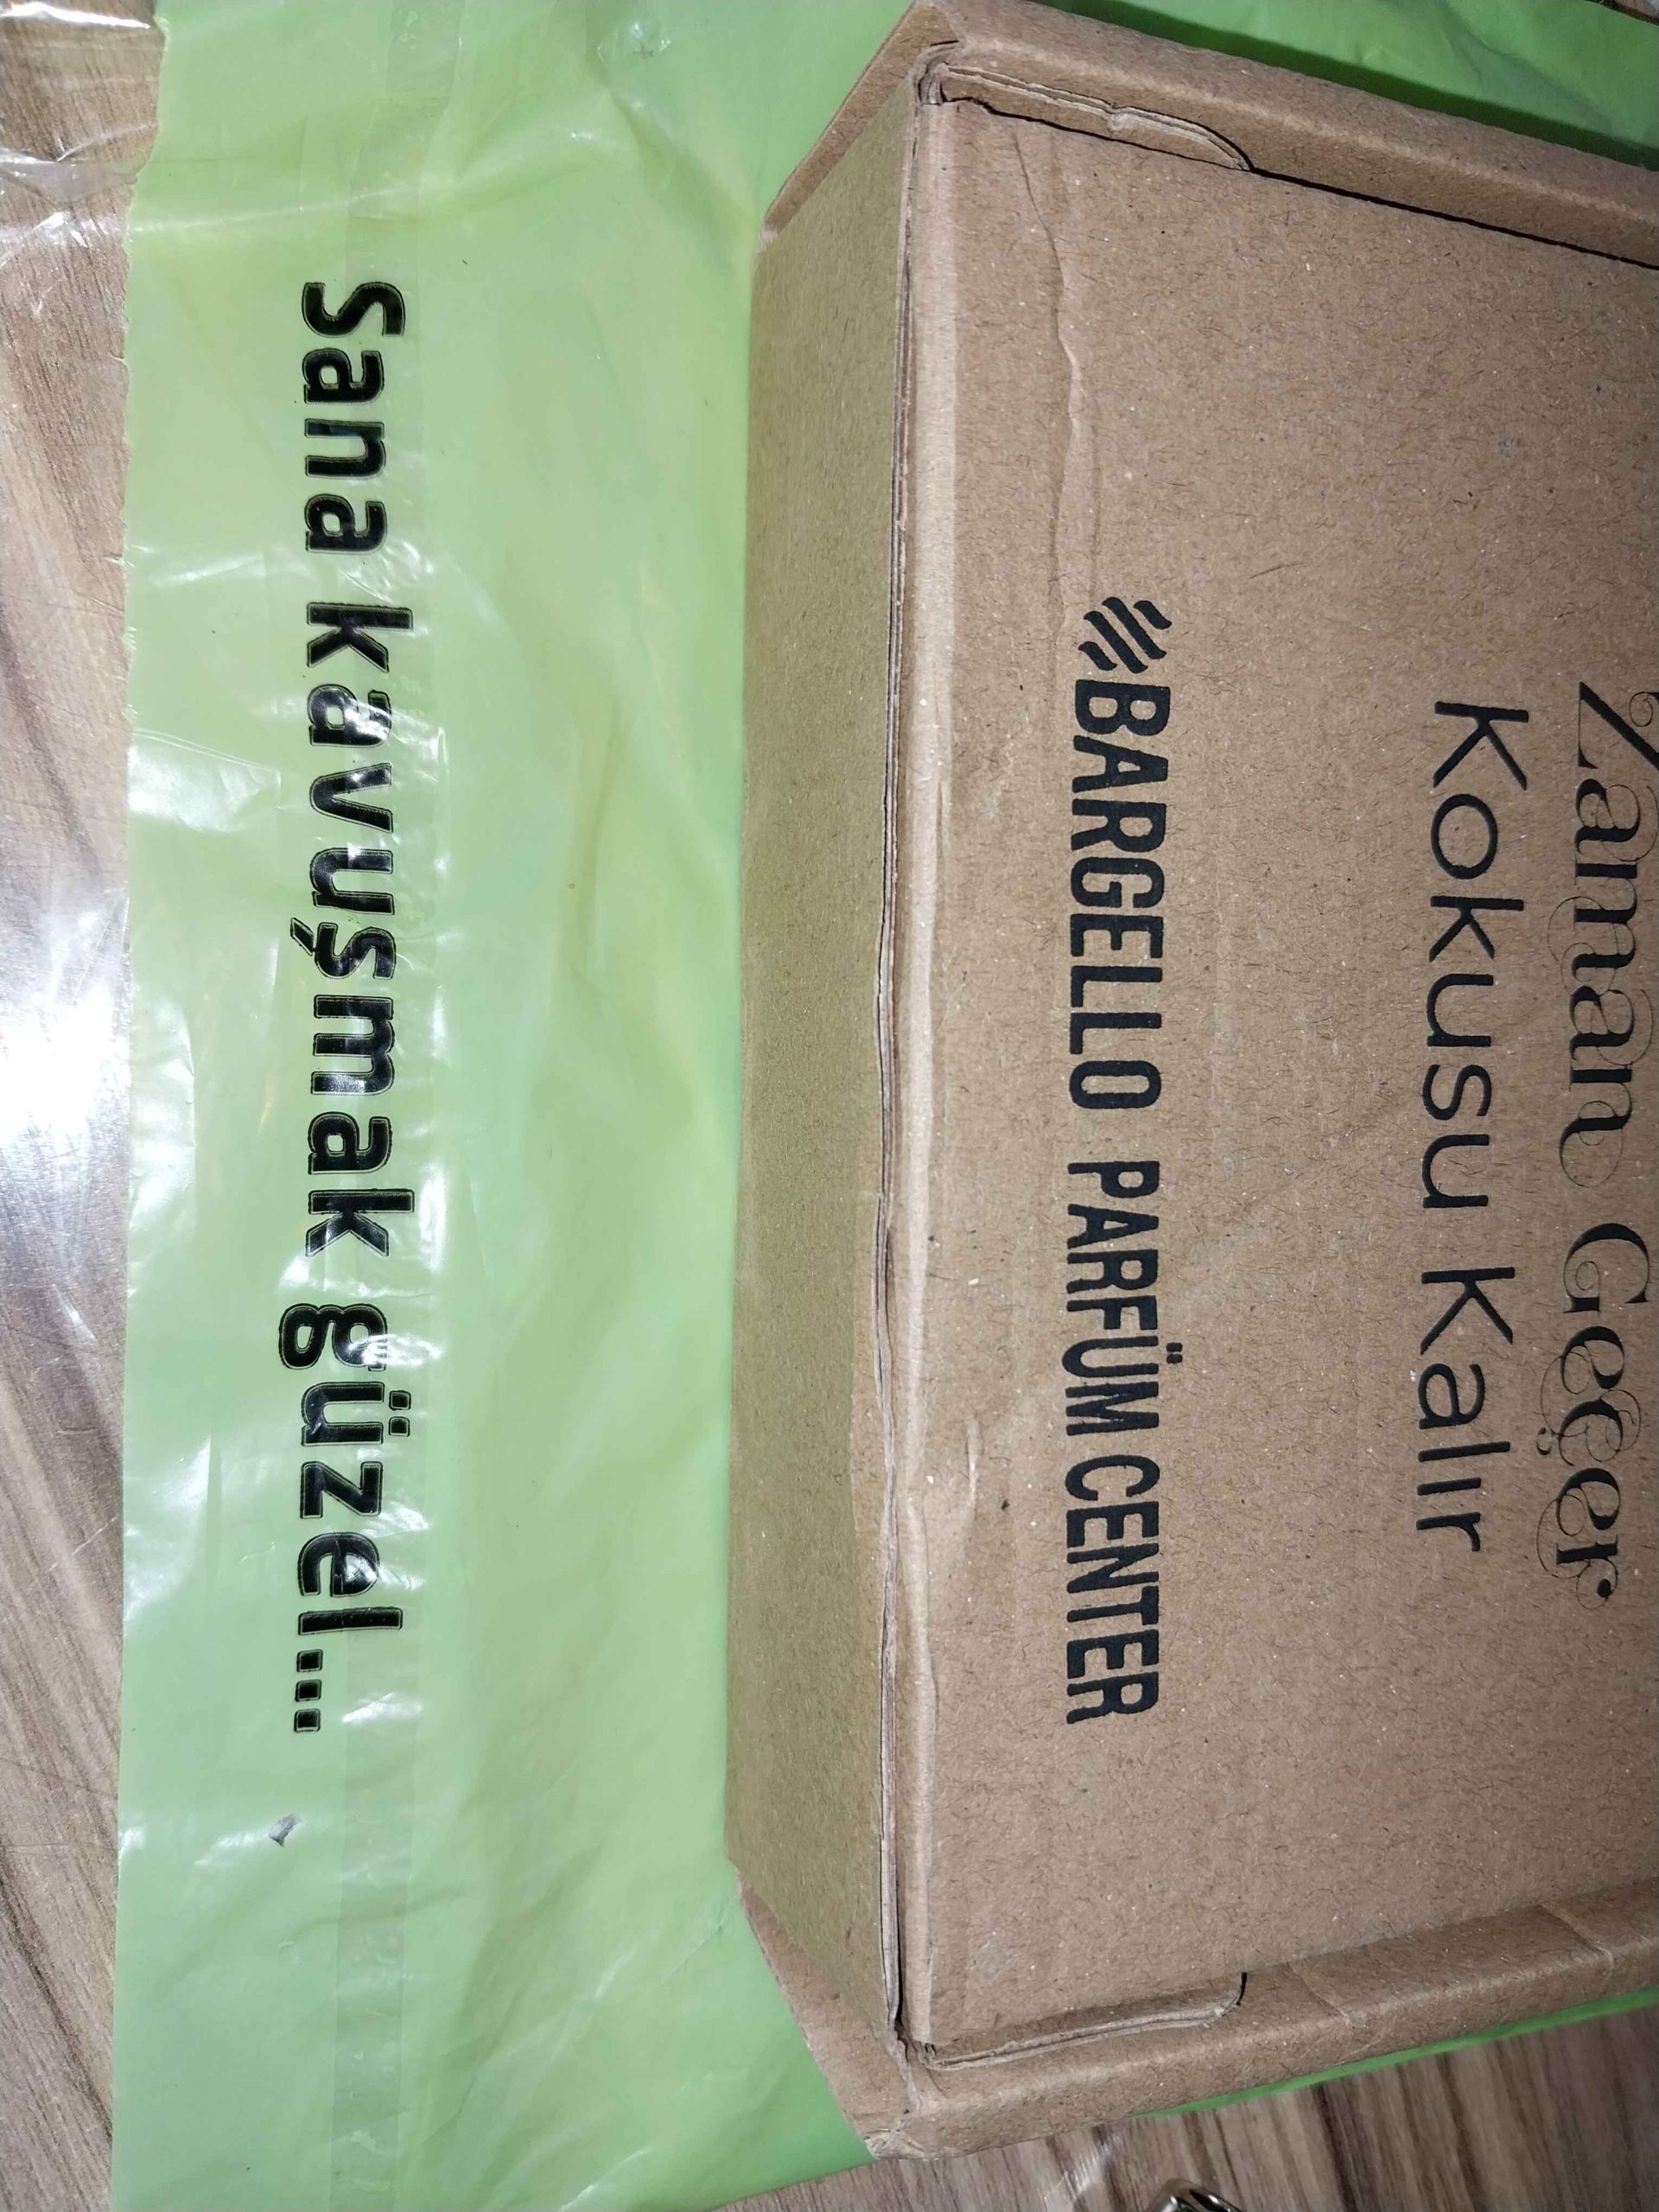 Zaman Geçer
Kokusu Kalır
BARGELLO PARFÜM CENTER
Sana kavuşmak güzel...